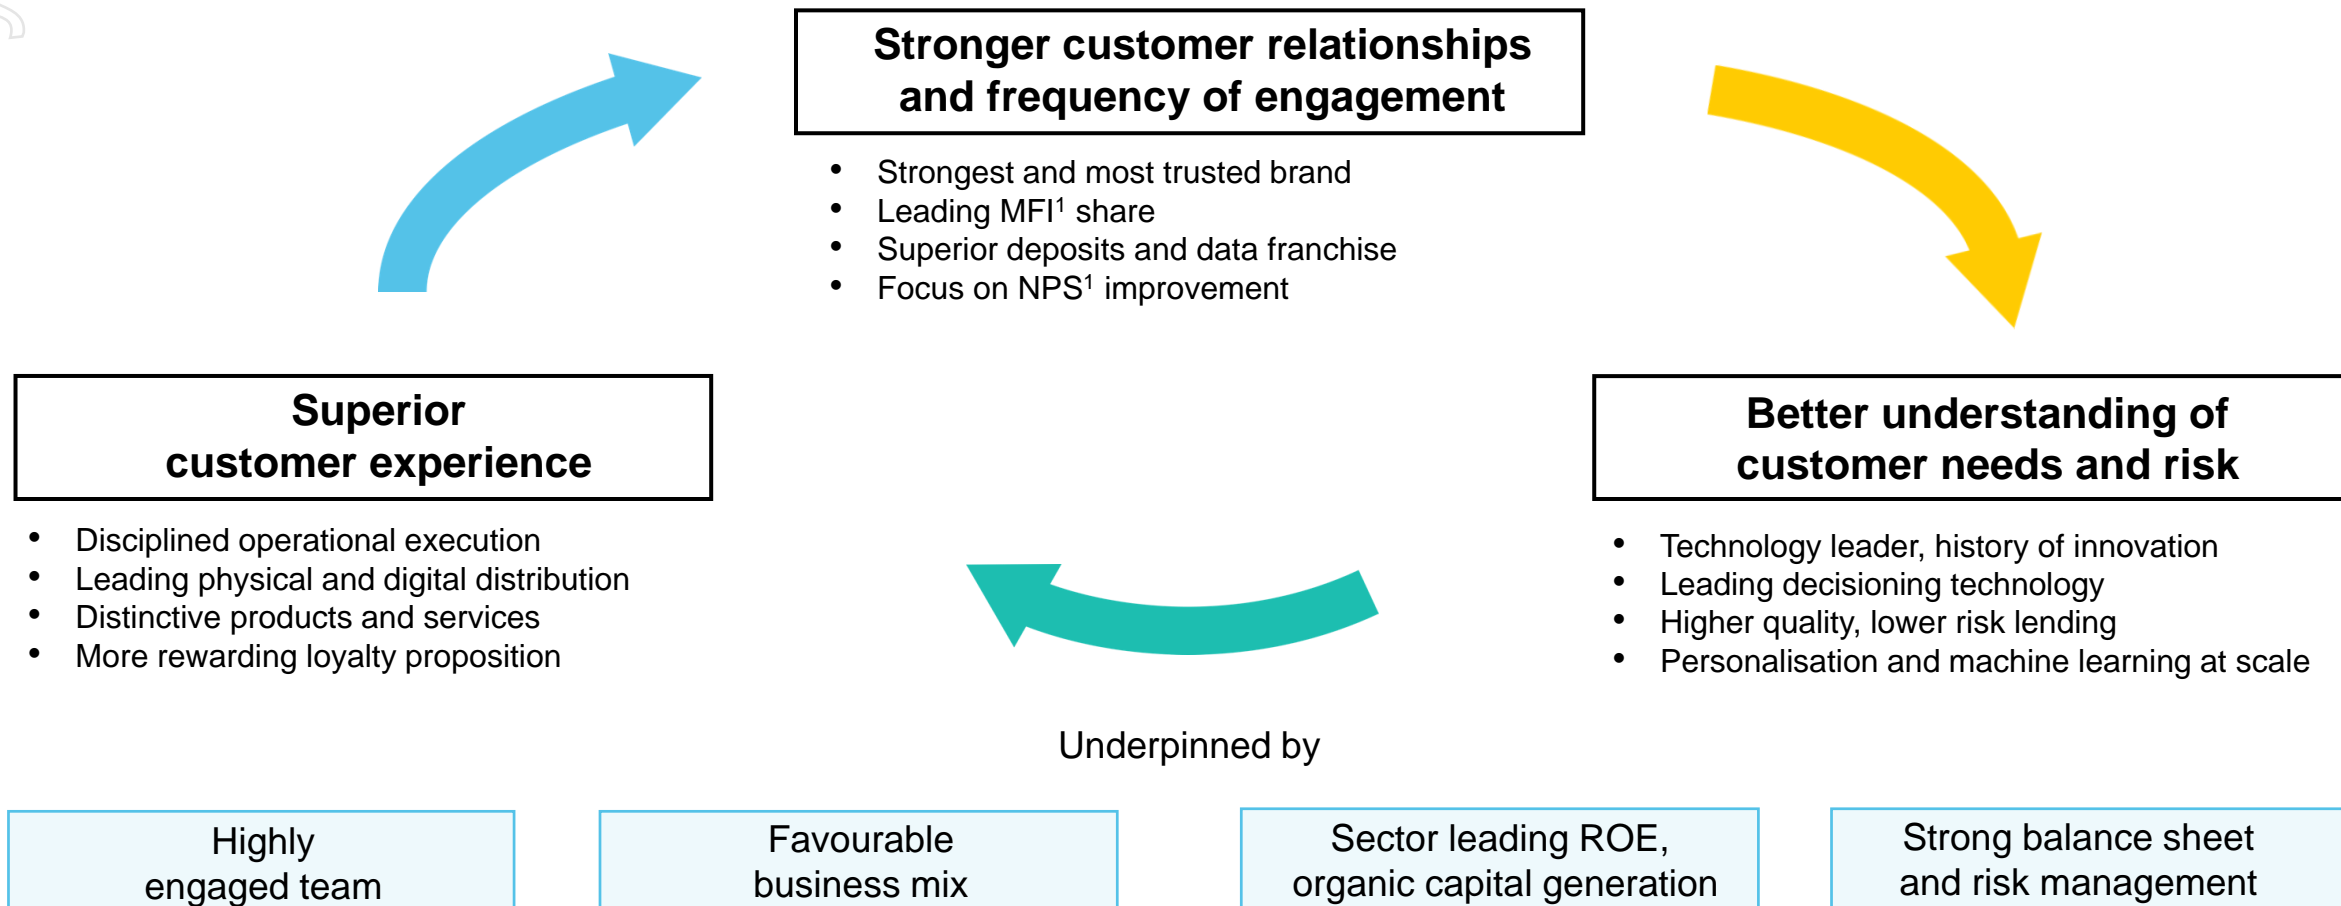 Stronger customer relationships
and frequency of engagement
• Strongest and most trusted brand
• Leading MFI¹ share
• Superior deposits and data franchise
• Focus on NPS¹ improvement
Superior
customer experience
• Disciplined operational execution
• Leading physical and digital distribution
• Distinctive products and services
• More rewarding loyalty proposition
Better understanding of
customer needs and risk
• Technology leader, history of innovation
• Leading decisioning technology
• Higher quality, lower risk lending
• Personalisation and machine learning at scale
Underpinned by
Highly
engaged team
Favourable
business mix
Sector leading ROE,
organic capital generation
Strong balance sheet
and risk management